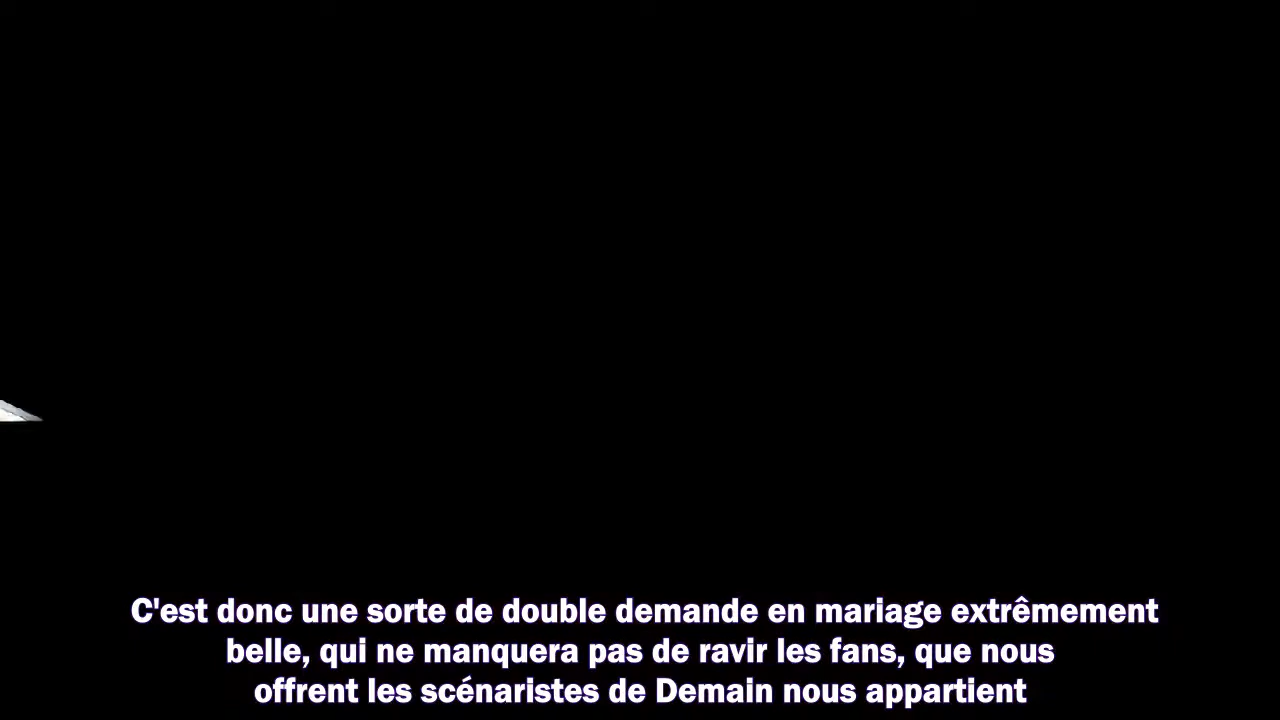 C'est donc une sorte de double demande en mariage extrêmement
belle, qui ne manquera pas de ravir les fans, que nous
offrent les scénaristes de Demain nous appartient